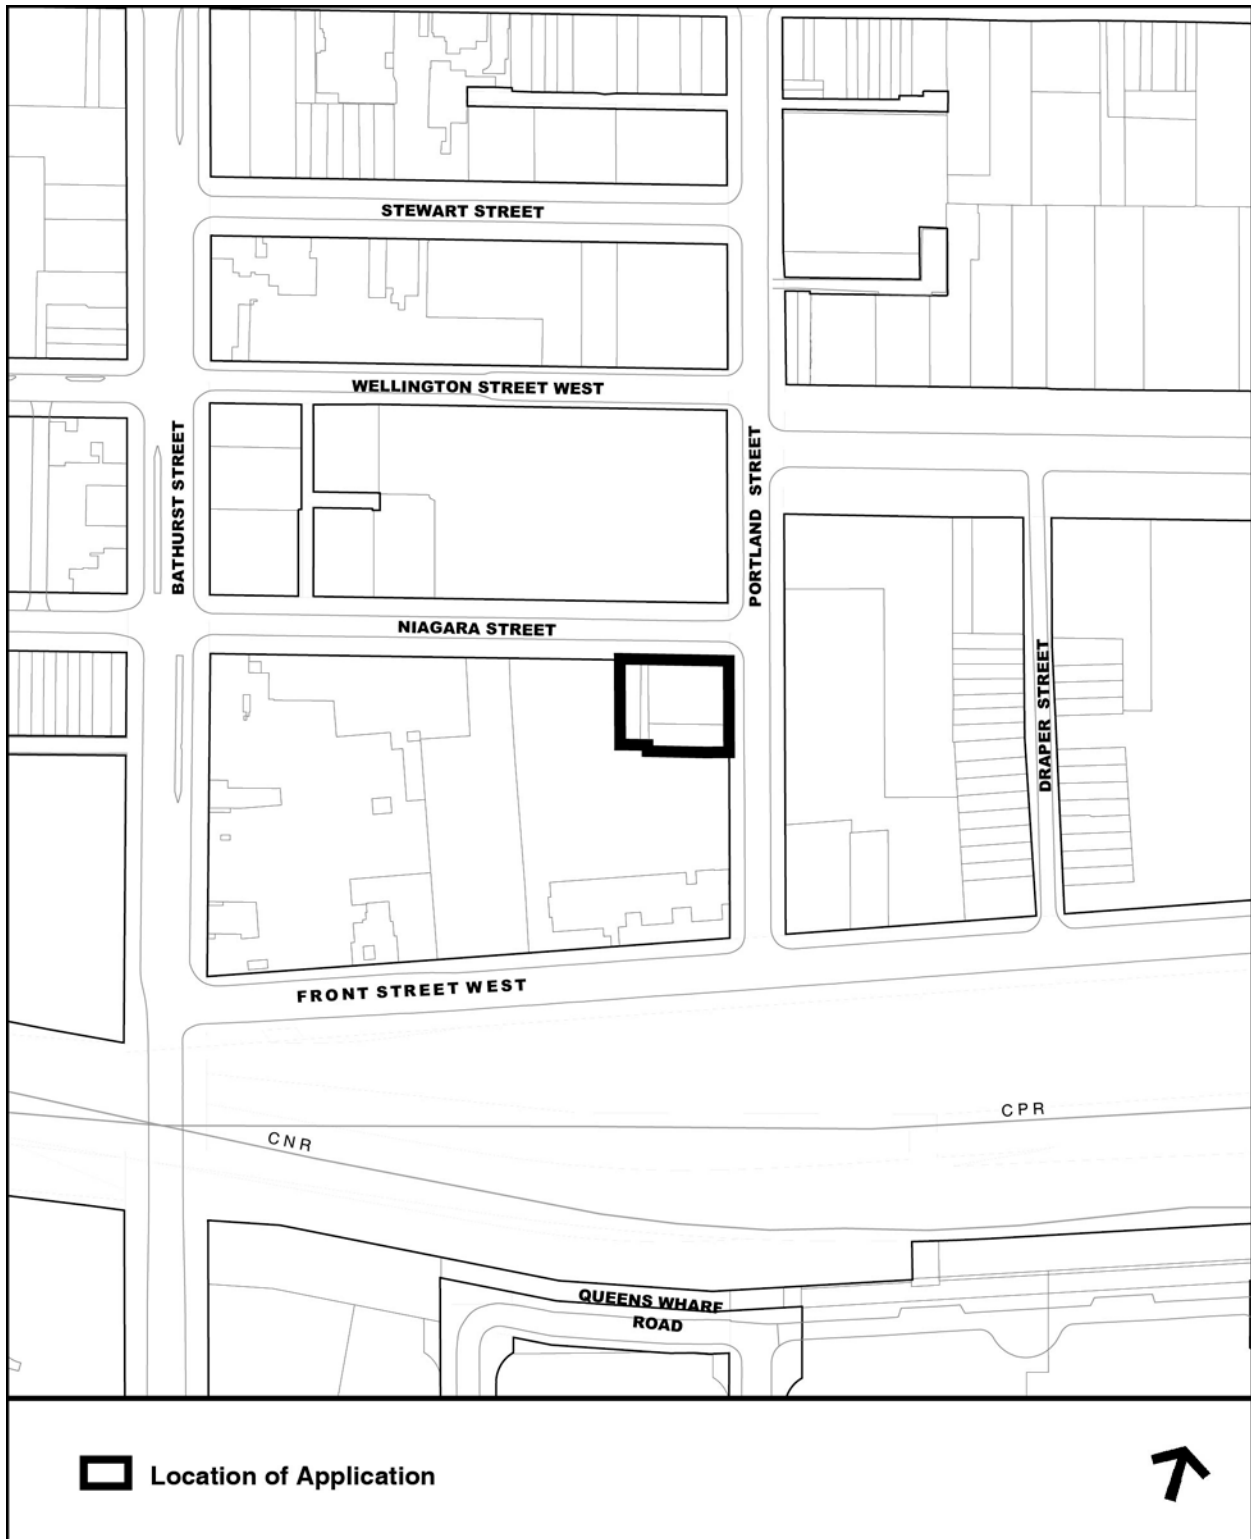 STEWART STREET
WELLINGTON STREET WEST
BATHURST STREET
PORTLAND STREET
NIAGARA STREET
DRAPER STREET
FRONT STREET WEST
CPR
CNR
QUEENS WHARF
ROAD
Location of Application